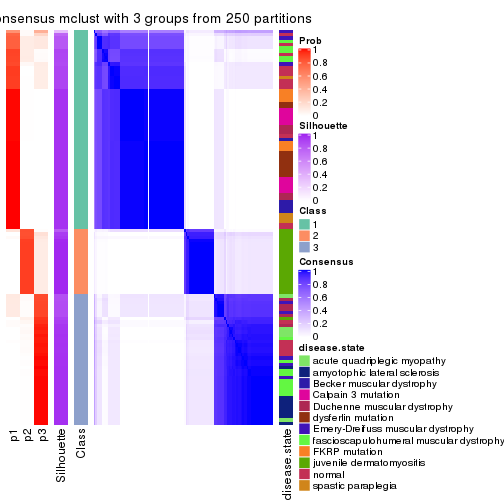 onsensus mclust with 3 groups from 250 partitions
Prob
1
0.8
0.6
0.4
0.2
0
Silhouette
1
0.8
0.6
0.4
0.2
0
Class
1
2
3
Consensus
1
0.8
0.6
0.4
0.2
0
disease.state
acute quadriplegic myopathy
amyotrophic lateral sclerosis
Becker muscular dystrophy
Calpain 3 mutation
Duchenne muscular dystrophy
dysferlin mutation
Emery-Dreifuss muscular dystrophy
fascioscapulohumeral muscular dystrophy
FKRP mutation
juvenile dermatomyositis
normal
spastic paraplegia
p1
p2
p3
Silhouette
Class
disease.state